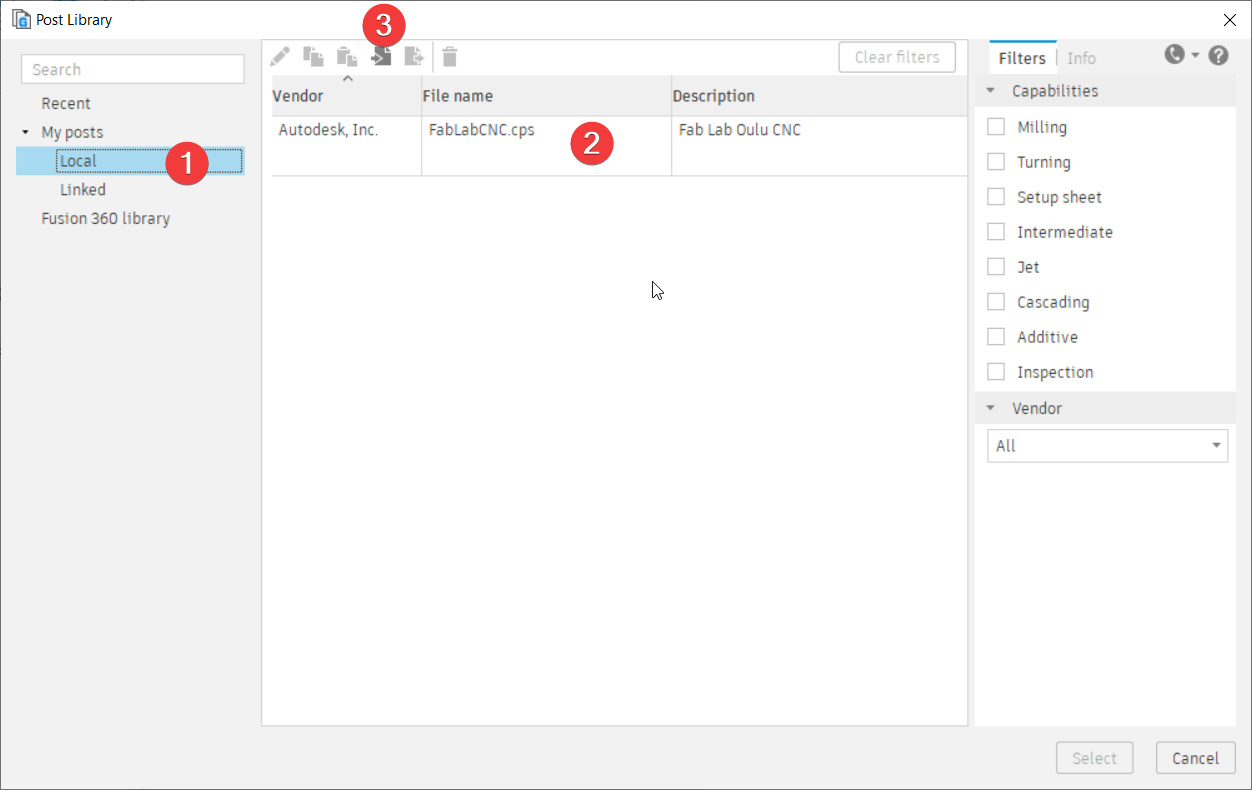 Post Library
3
Search
Clear filters
Filters
Info
Recent
Vendor
File name
Description
Capabilities
My posts
Autodesk, Inc.
FabLabCNC.cps
2
Fab Lab Oulu CNC
Milling
Local
1
Turning
Linked
Setup sheet
Fusion 360 library
Intermediate
Jet
Cascading
Additive
Inspection
Vendor
All
Select
Cancel